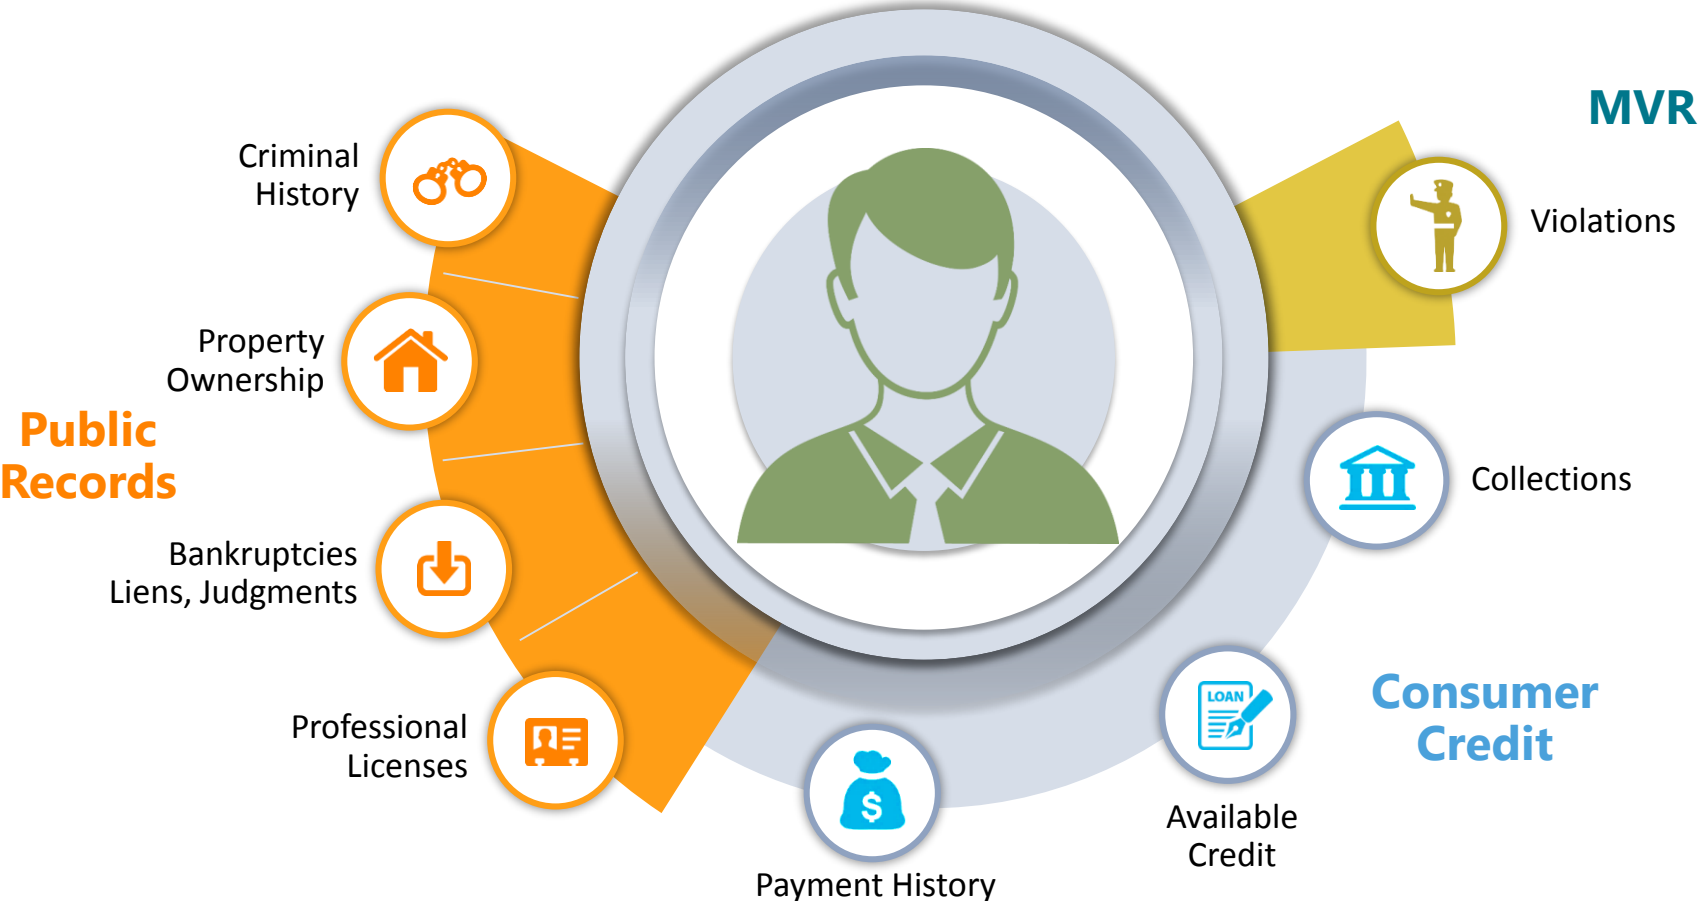 MVR
Criminal
History
Violations
Property
Ownership
Public
Records
Collections
Bankruptcies
Liens, Judgments
Consumer
Credit
LOAN
Professional
Licenses
$
Available
Credit
Payment History